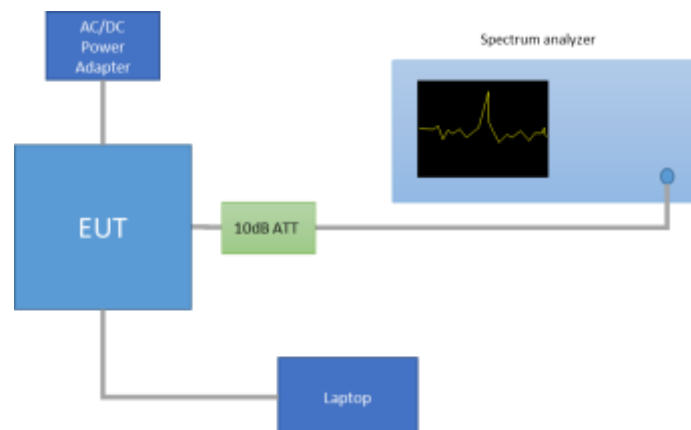 AC/DC
Power
Adapter
Spectrum analyzer
EUT
10dB ATT
Laptop